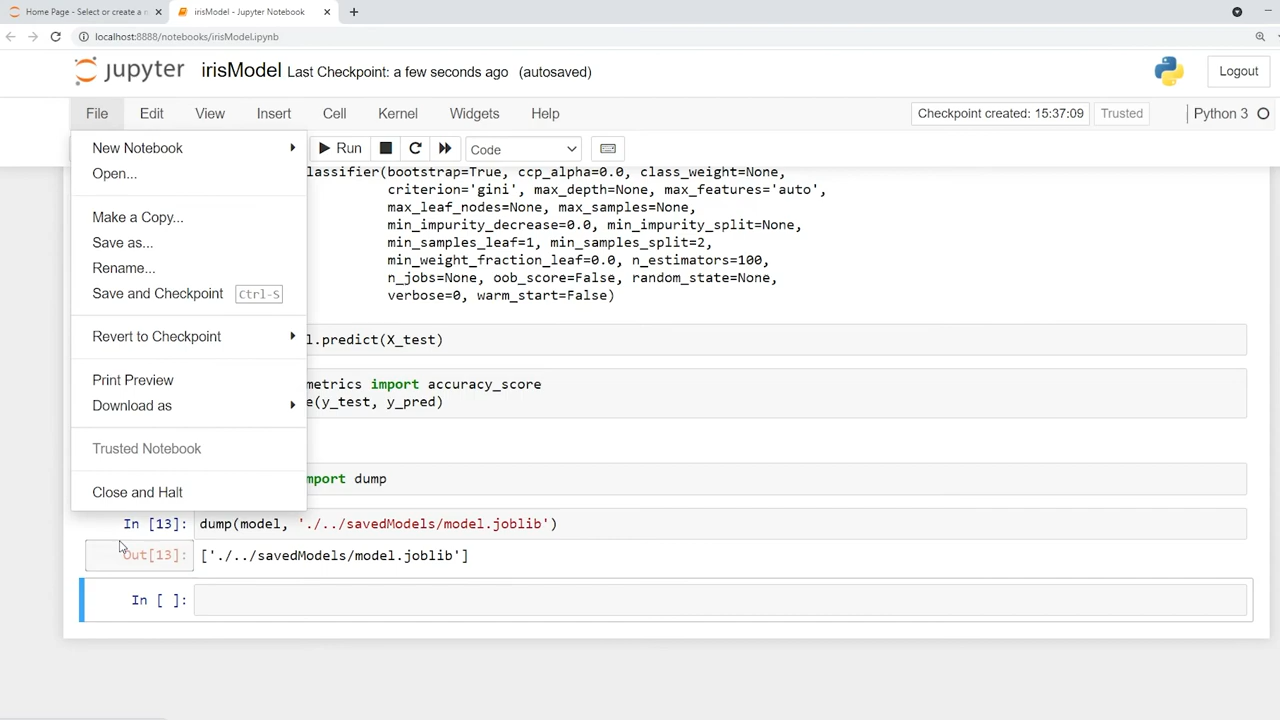 Home Page - Select or create a n
irisModel - Jupyter Notebook
localhost:8888/notebooks/irisModel.ipynb
jupyter irisModel Last Checkpoint: a few seconds ago (autosaved)
Logout
File Edit View Insert Cell Kernel Widgets Help
Checkpoint created: 15:37:09 Trusted Python 3
Run Code
New Notebook
Open...
Make a Copy...
Save as...
Rename...
Save and Checkpoint Ctrl-S
Revert to Checkpoint
Print Preview
Download as
Trusted Notebook
Close and Halt
lassifier(bootstrap=True, ccp_alpha=0.0, class_weight=None,
criterion='gini', max_depth=None, max_features='auto',
max_leaf_nodes=None, max_samples=None,
min_impurity_decrease=0.0, min_impurity_split=None,
min_samples_leaf=1, min_samples_split=2,
min_weight_fraction_leaf=0.0, n_estimators=100,
n_jobs=None, oob_score=False, random_state=None,
verbose=0, warm_start=False)
l.predict(X_test)
metrics import accuracy_score
e(y_test, y_pred)
mport dump
In [13]: dump(model, './../savedModels/model.joblib')
Out[13]: ['./../savedModels/model.joblib']
In [ ]: